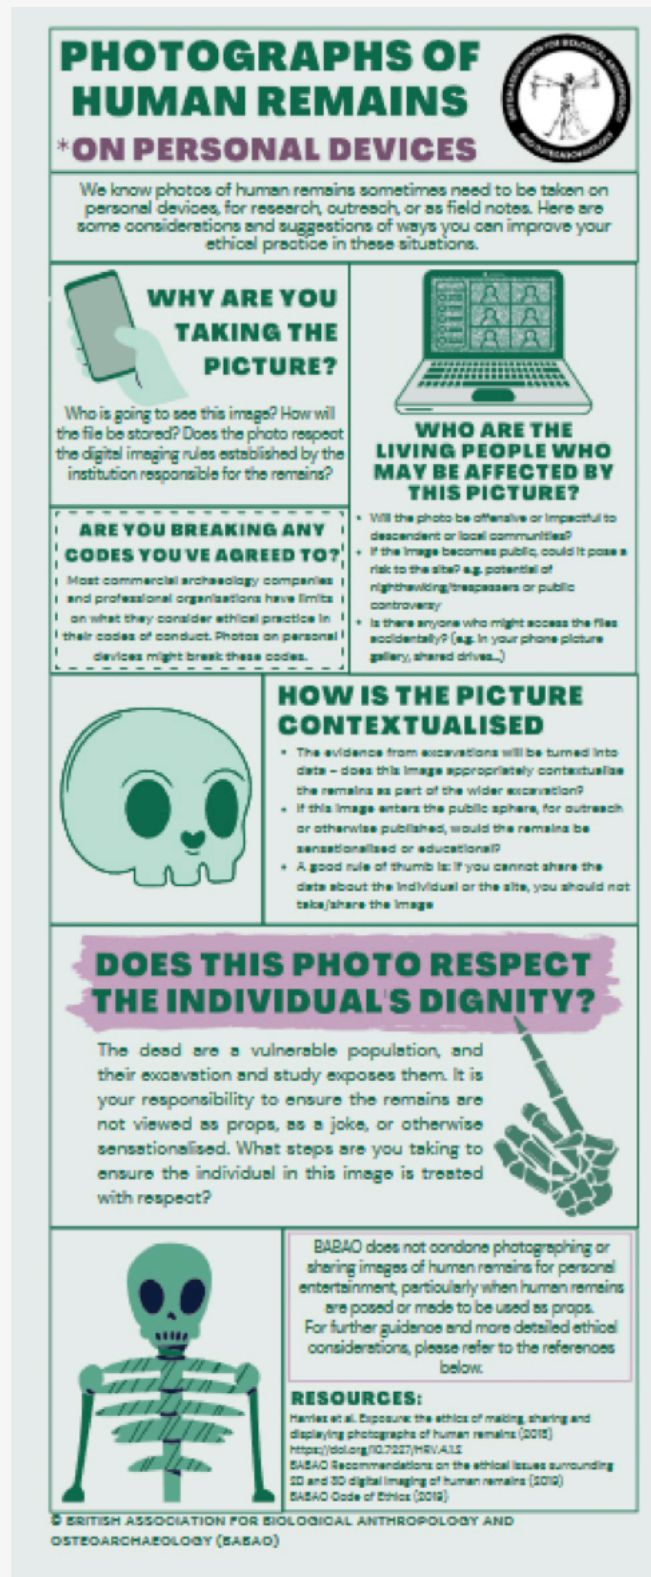 PHOTOGRAPHS OF
HUMAN REMAINS
*ON PERSONAL DEVICES
BRITISH ASSOCIATION FOR BIOLOGICAL ANTHROPOLOGY
AND OSTEOARCHAEOLOGY
We know photos of human remains sometimes need to be taken on
personal devices, for research, outreach, or as field notes. Here are
some considerations and suggestions of ways you can improve your
ethical practice in these situations.
WHY ARE YOU
TAKING THE
PICTURE?
Who is going to see this image? How will
the file be stored? Does the photo respect
the digital imaging rules established by the
institution responsible for the remains?
ARE YOU BREAKING ANY
CODES YOU'VE AGREED TO?
Most commercial archaeology companies
and professional organisations have limits
on what they consider ethical practice in
their codes of conduct. Photos on personal
devices might break these codes.
WHO ARE THE
LIVING PEOPLE WHO
MAY BE AFFECTED BY
THIS PICTURE?
• Will the photo be offensive or impactful to
descendent or local communities?
• If the image becomes public, could it pose a
risk to the site? e.g. potential of
nighthawking/trespassers or public
controversy
• Is there anyone who might access the files
accidentally? (e.g. in your phone picture
gallery, shared drives...)
HOW IS THE PICTURE
CONTEXTUALISED
• The evidence from excavations will be turned into
data – does this image appropriately contextualise
the remains as part of the wider excavation?
• If this image enters the public sphere, for outreach
or otherwise published, would the remains be
sensationalised or educational?
• A good rule of thumb is: if you cannot share the
data about the individual or the site, you should not
take/share the image
DOES THIS PHOTO RESPECT
THE INDIVIDUAL'S DIGNITY?
The dead are a vulnerable population, and
their excavation and study exposes them. It is
your responsibility to ensure the remains are
not viewed as props, as a joke, or otherwise
sensationalised. What steps are you taking to
ensure the individual in this image is treated
with respect?
BABAO does not condone photographing or
sharing images of human remains for personal
entertainment, particularly when human remains
are posed or made to be used as props.
For further guidance and more detailed ethical
considerations, please refer to the references
below.
RESOURCES:
Harries et al. Exposure: the ethics of making, sharing and
displaying photographs of human remains (2018)
https://doi.org/10.7227/HRV.4.1.2
BABAO Recommendations on the ethical issues surrounding
2D and 3D digital imaging of human remains (2019)
BABAO Code of Ethics (2019)
© BRITISH ASSOCIATION FOR BIOLOGICAL ANTHROPOLOGY AND
OSTEOARCHAEOLOGY (BABAO)